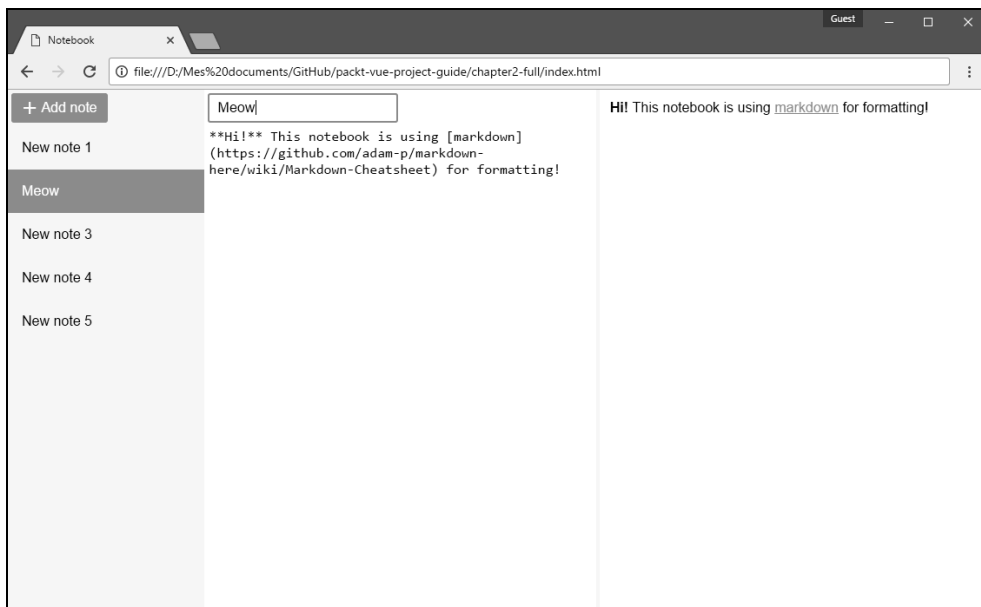 Guest
Notebook
file:///D:/Mes%20documents/GitHub/packt-vue-project-guide/chapter2-full/index.html
+ Add note
New note 1
Meow
New note 3
New note 4
New note 5
Meow
**Hi!** This notebook is using [markdown]
(https://github.com/adam-p/markdown-
here/wiki/Markdown-Cheatsheet) for formatting!
Hi! This notebook is using markdown for formatting!